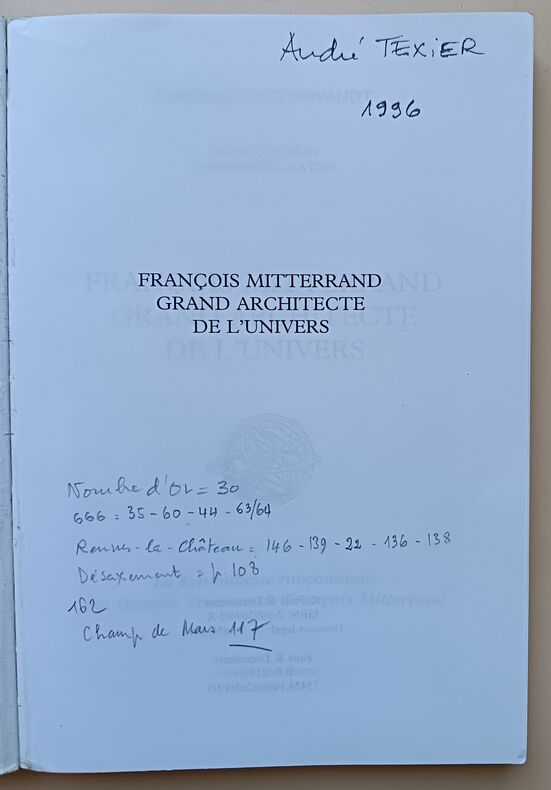 André TEXIER
1996
FRANÇOIS MITTERRAND
GRAND ARCHITECTE
DE L'UNIVERS
Nombre d'Or = 30
666 = 35 - 60 - 44 - 63/64
Rennes-le-Château = 146 - 139 - 22 - 136 - 138
Désaxement = p 108
162
Champ de Mars 117